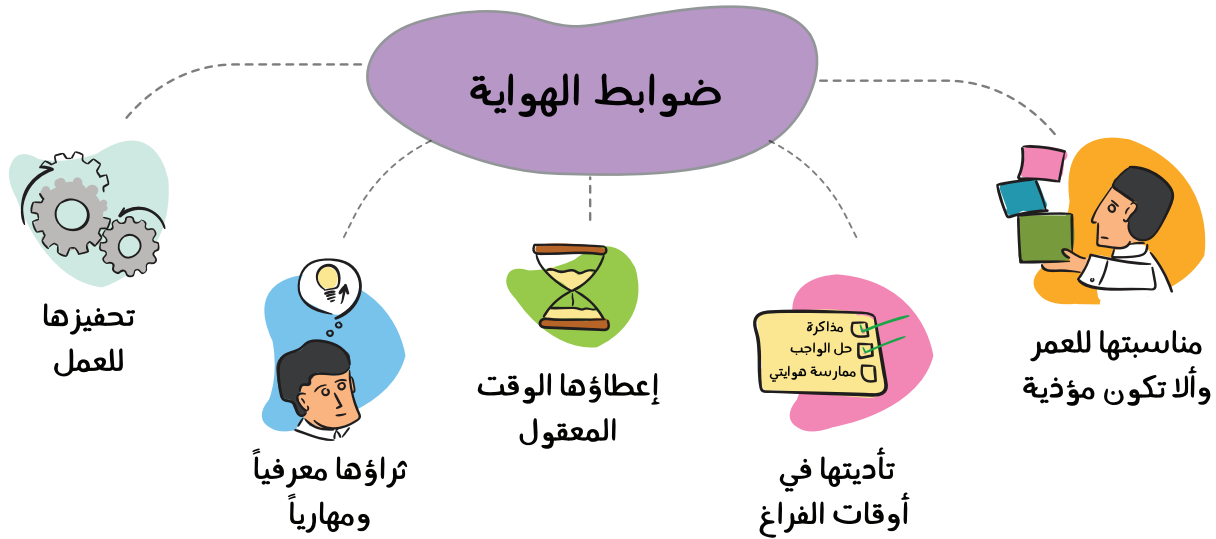 ضوابط الهواية
مناسبتها للعمر
وألا تكون مؤذية
مذاكرة
حل الواجب
ممارسة هوايتي
تأديتها في
أوقات الفراغ
إعطاؤها الوقت
المعقول
ثراؤها معرفياً
ومهارياً
تحفيزها
للعمل